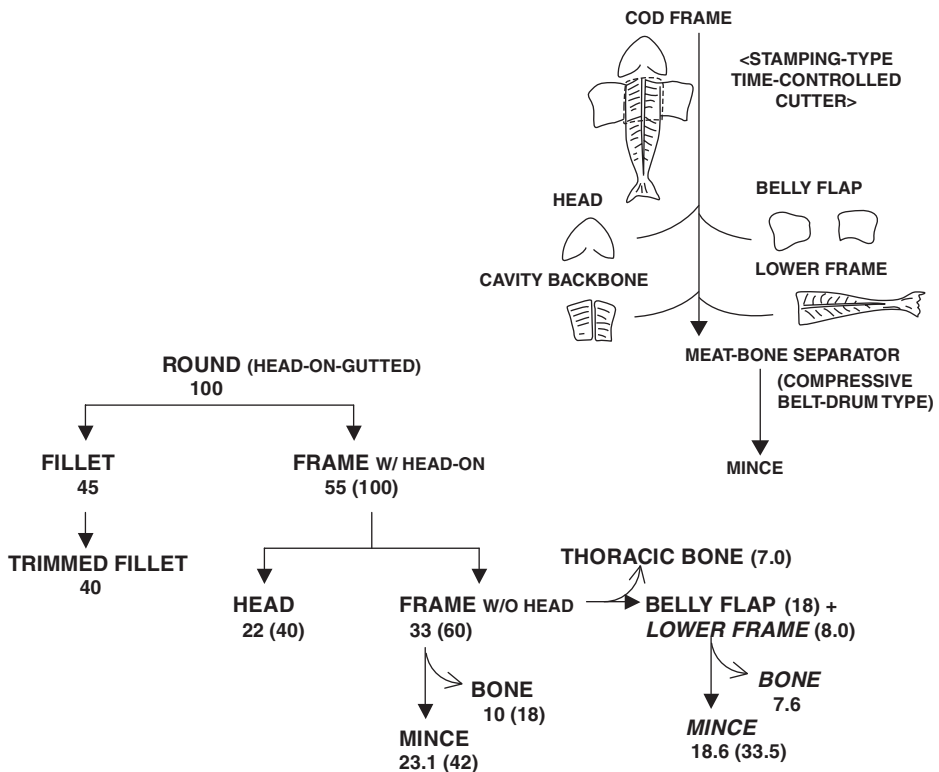 COD FRAME
<STAMPING-TYPE
TIME-CONTROLLED
CUTTER>
HEAD
BELLY FLAP
CAVITY BACKBONE
LOWER FRAME
MEAT-BONE SEPARATOR
(COMPRESSIVE
BELT-DRUM TYPE)
MINCE
ROUND (HEAD-ON-GUTTED)
100
FILLET
45
FRAME W/ HEAD-ON
55 (100)
TRIMMED FILLET
40
HEAD
22 (40)
FRAME W/O HEAD
33 (60)
THORACIC BONE (7.0)
BELLY FLAP (18) +
LOWER FRAME (8.0)
BONE
10 (18)
MINCE
23.1 (42)
BONE
7.6
MINCE
18.6 (33.5)